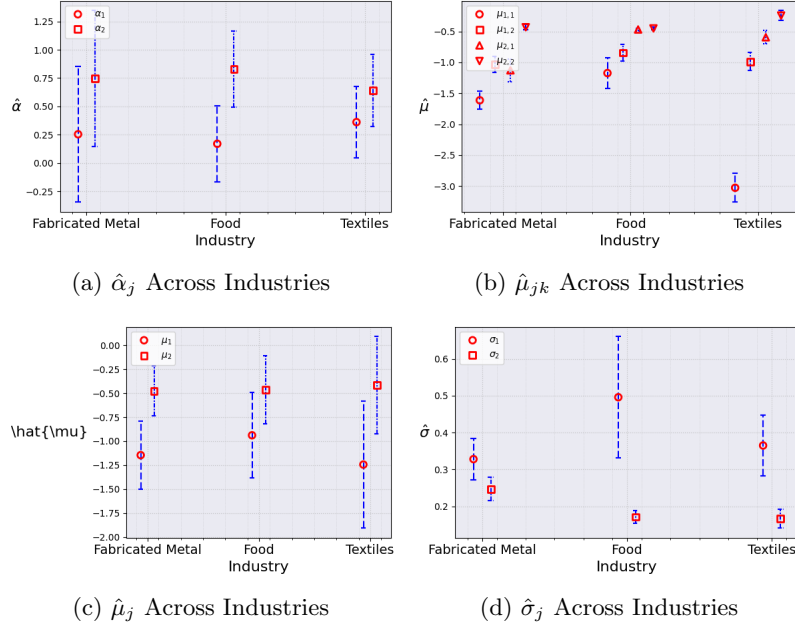 α₁
α₂
1.25
1.00
0.75
0.50
0.25
0.00
−0.25
α̂
Fabricated Metal Food Textiles
Industry
(a) α̂ⱼ Across Industries
μ₁,₁
μ₁,₂
μ₂,₁
μ₂,₂
−0.5
−1.0
−1.5
−2.0
−2.5
−3.0
μ̂
Fabricated Metal Food Textiles
Industry
(b) μ̂ⱼₖ Across Industries
μ₁
μ₂
0.00
−0.25
−0.50
−0.75
−1.00
−1.25
−1.50
−1.75
−2.00
\hat{\mu}
Fabricated Metal Food Textiles
Industry
(c) μ̂ⱼ Across Industries
σ₁
σ₂
0.6
0.5
0.4
0.3
0.2
σ̂
Fabricated Metal Food Textiles
Industry
(d) σ̂ⱼ Across Industries